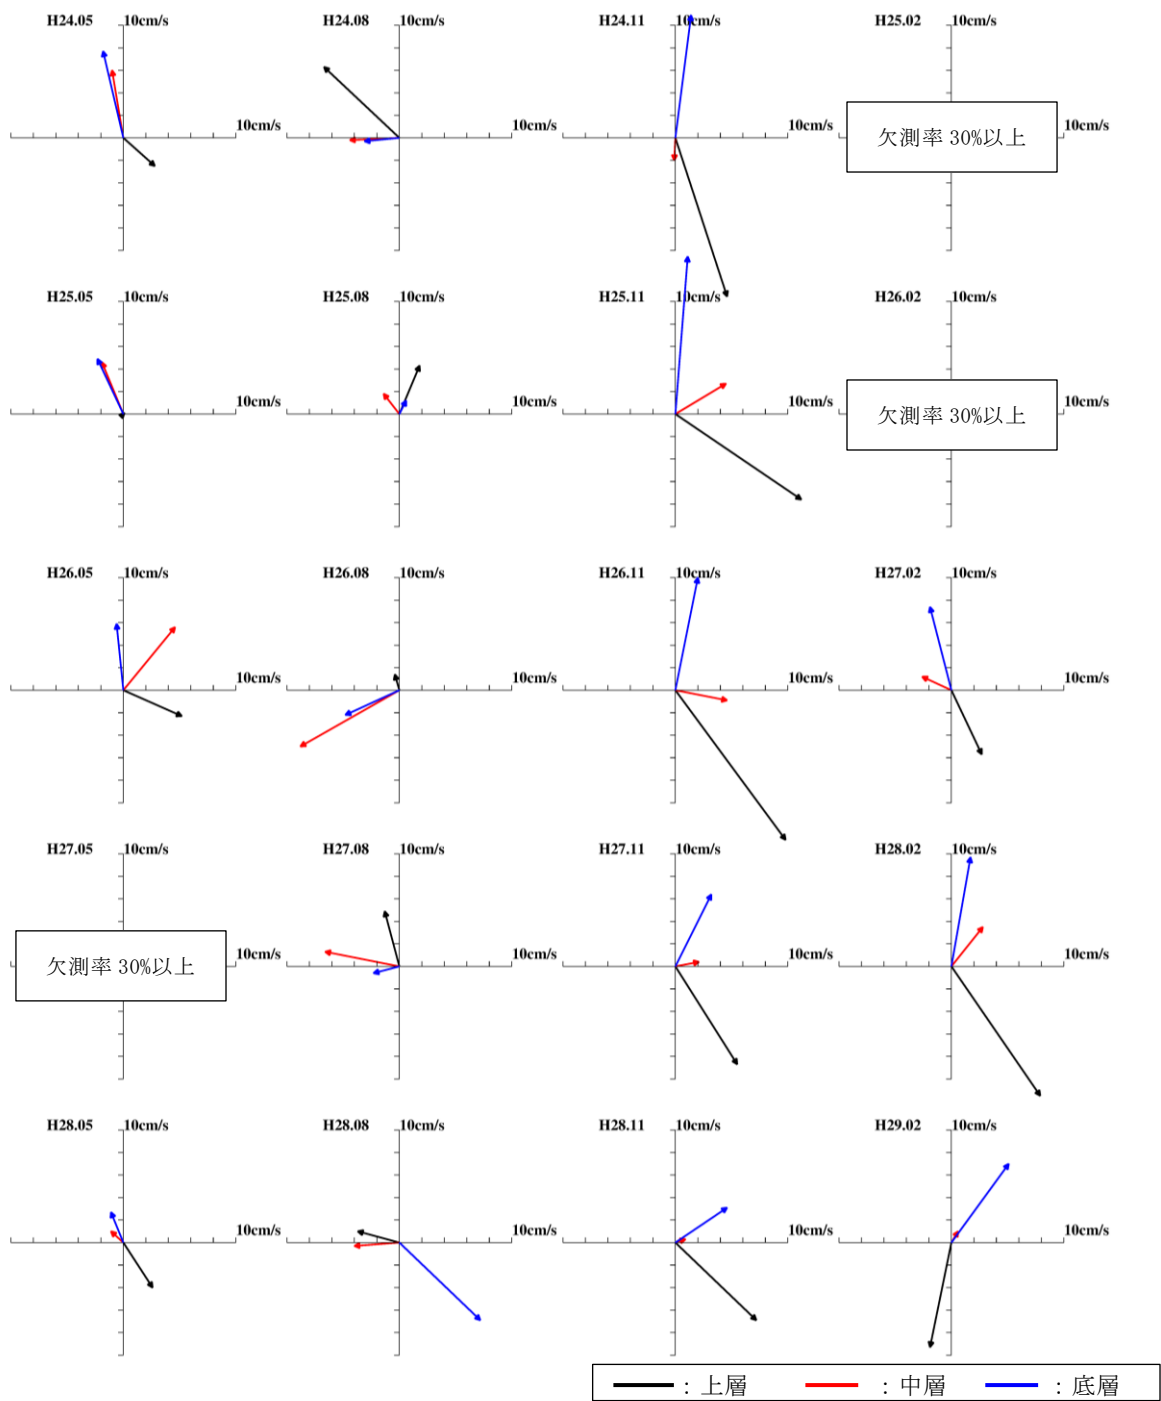 H24.05 10cm/s H24.08 10cm/s H24.11 10cm/s H25.02 10cm/s
10cm/s 10cm/s 10cm/s 10cm/s
欠測率 30%以上
H25.05 10cm/s H25.08 10cm/s H25.11 10cm/s H26.02 10cm/s
10cm/s 10cm/s 10cm/s 10cm/s
欠測率 30%以上
H26.05 10cm/s H26.08 10cm/s H26.11 10cm/s H27.02 10cm/s
10cm/s 10cm/s 10cm/s 10cm/s
H27.05 10cm/s H27.08 10cm/s H27.11 10cm/s H28.02 10cm/s
10cm/s 10cm/s 10cm/s 10cm/s
欠測率 30%以上
H28.05 10cm/s H28.08 10cm/s H28.11 10cm/s H29.02 10cm/s
10cm/s 10cm/s 10cm/s 10cm/s
：上層 ：中層 ：底層